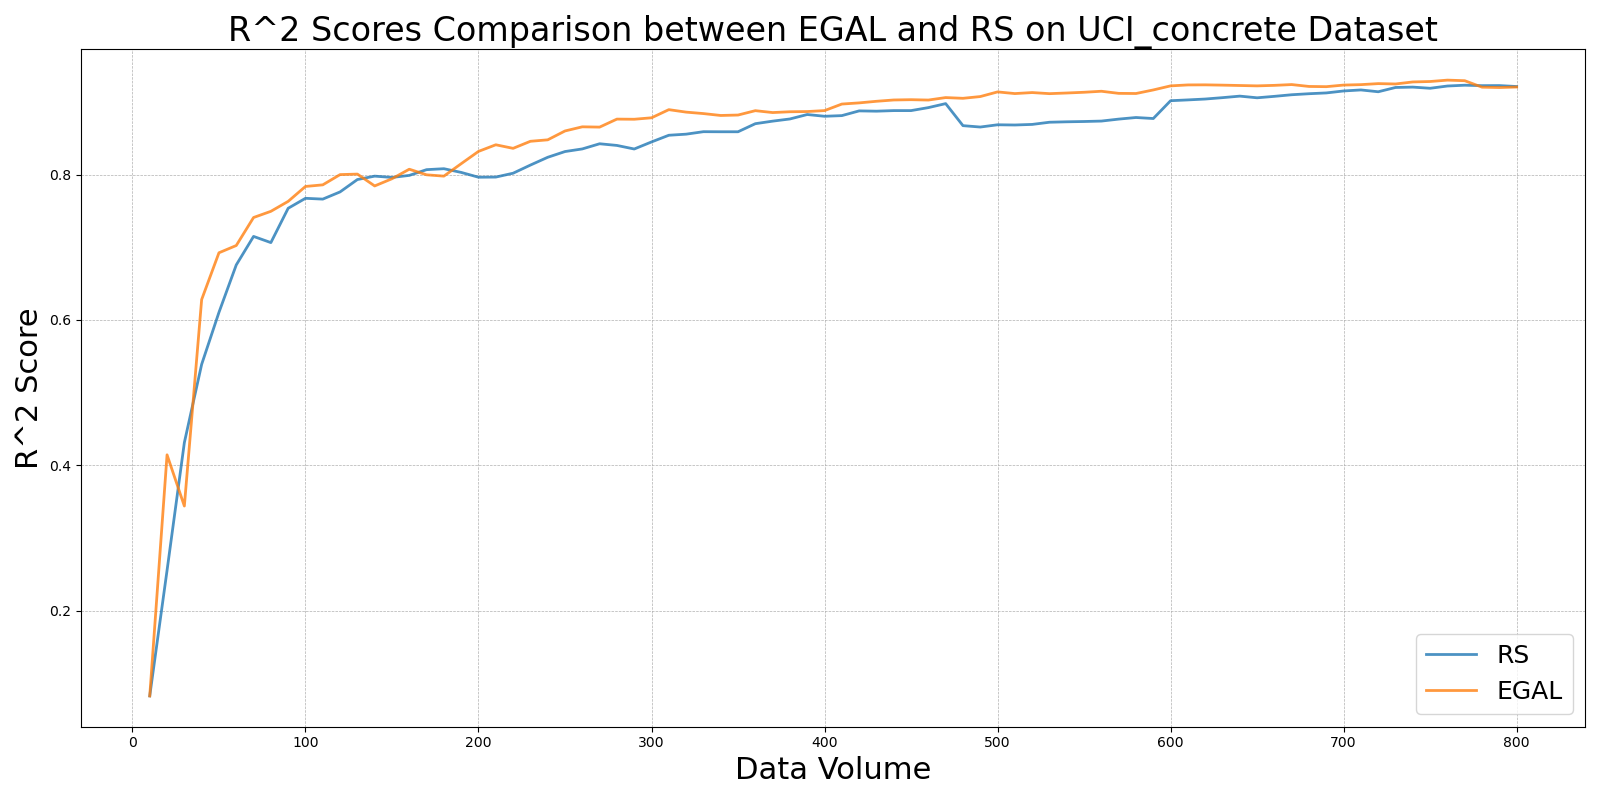 R^2 Scores Comparison between EGAL and RS on UCI_concrete Dataset
R^2 Score
0.8
0.6
0.4
0.2
0 100 200 300 400 500 600 700 800
Data Volume
RS
EGAL